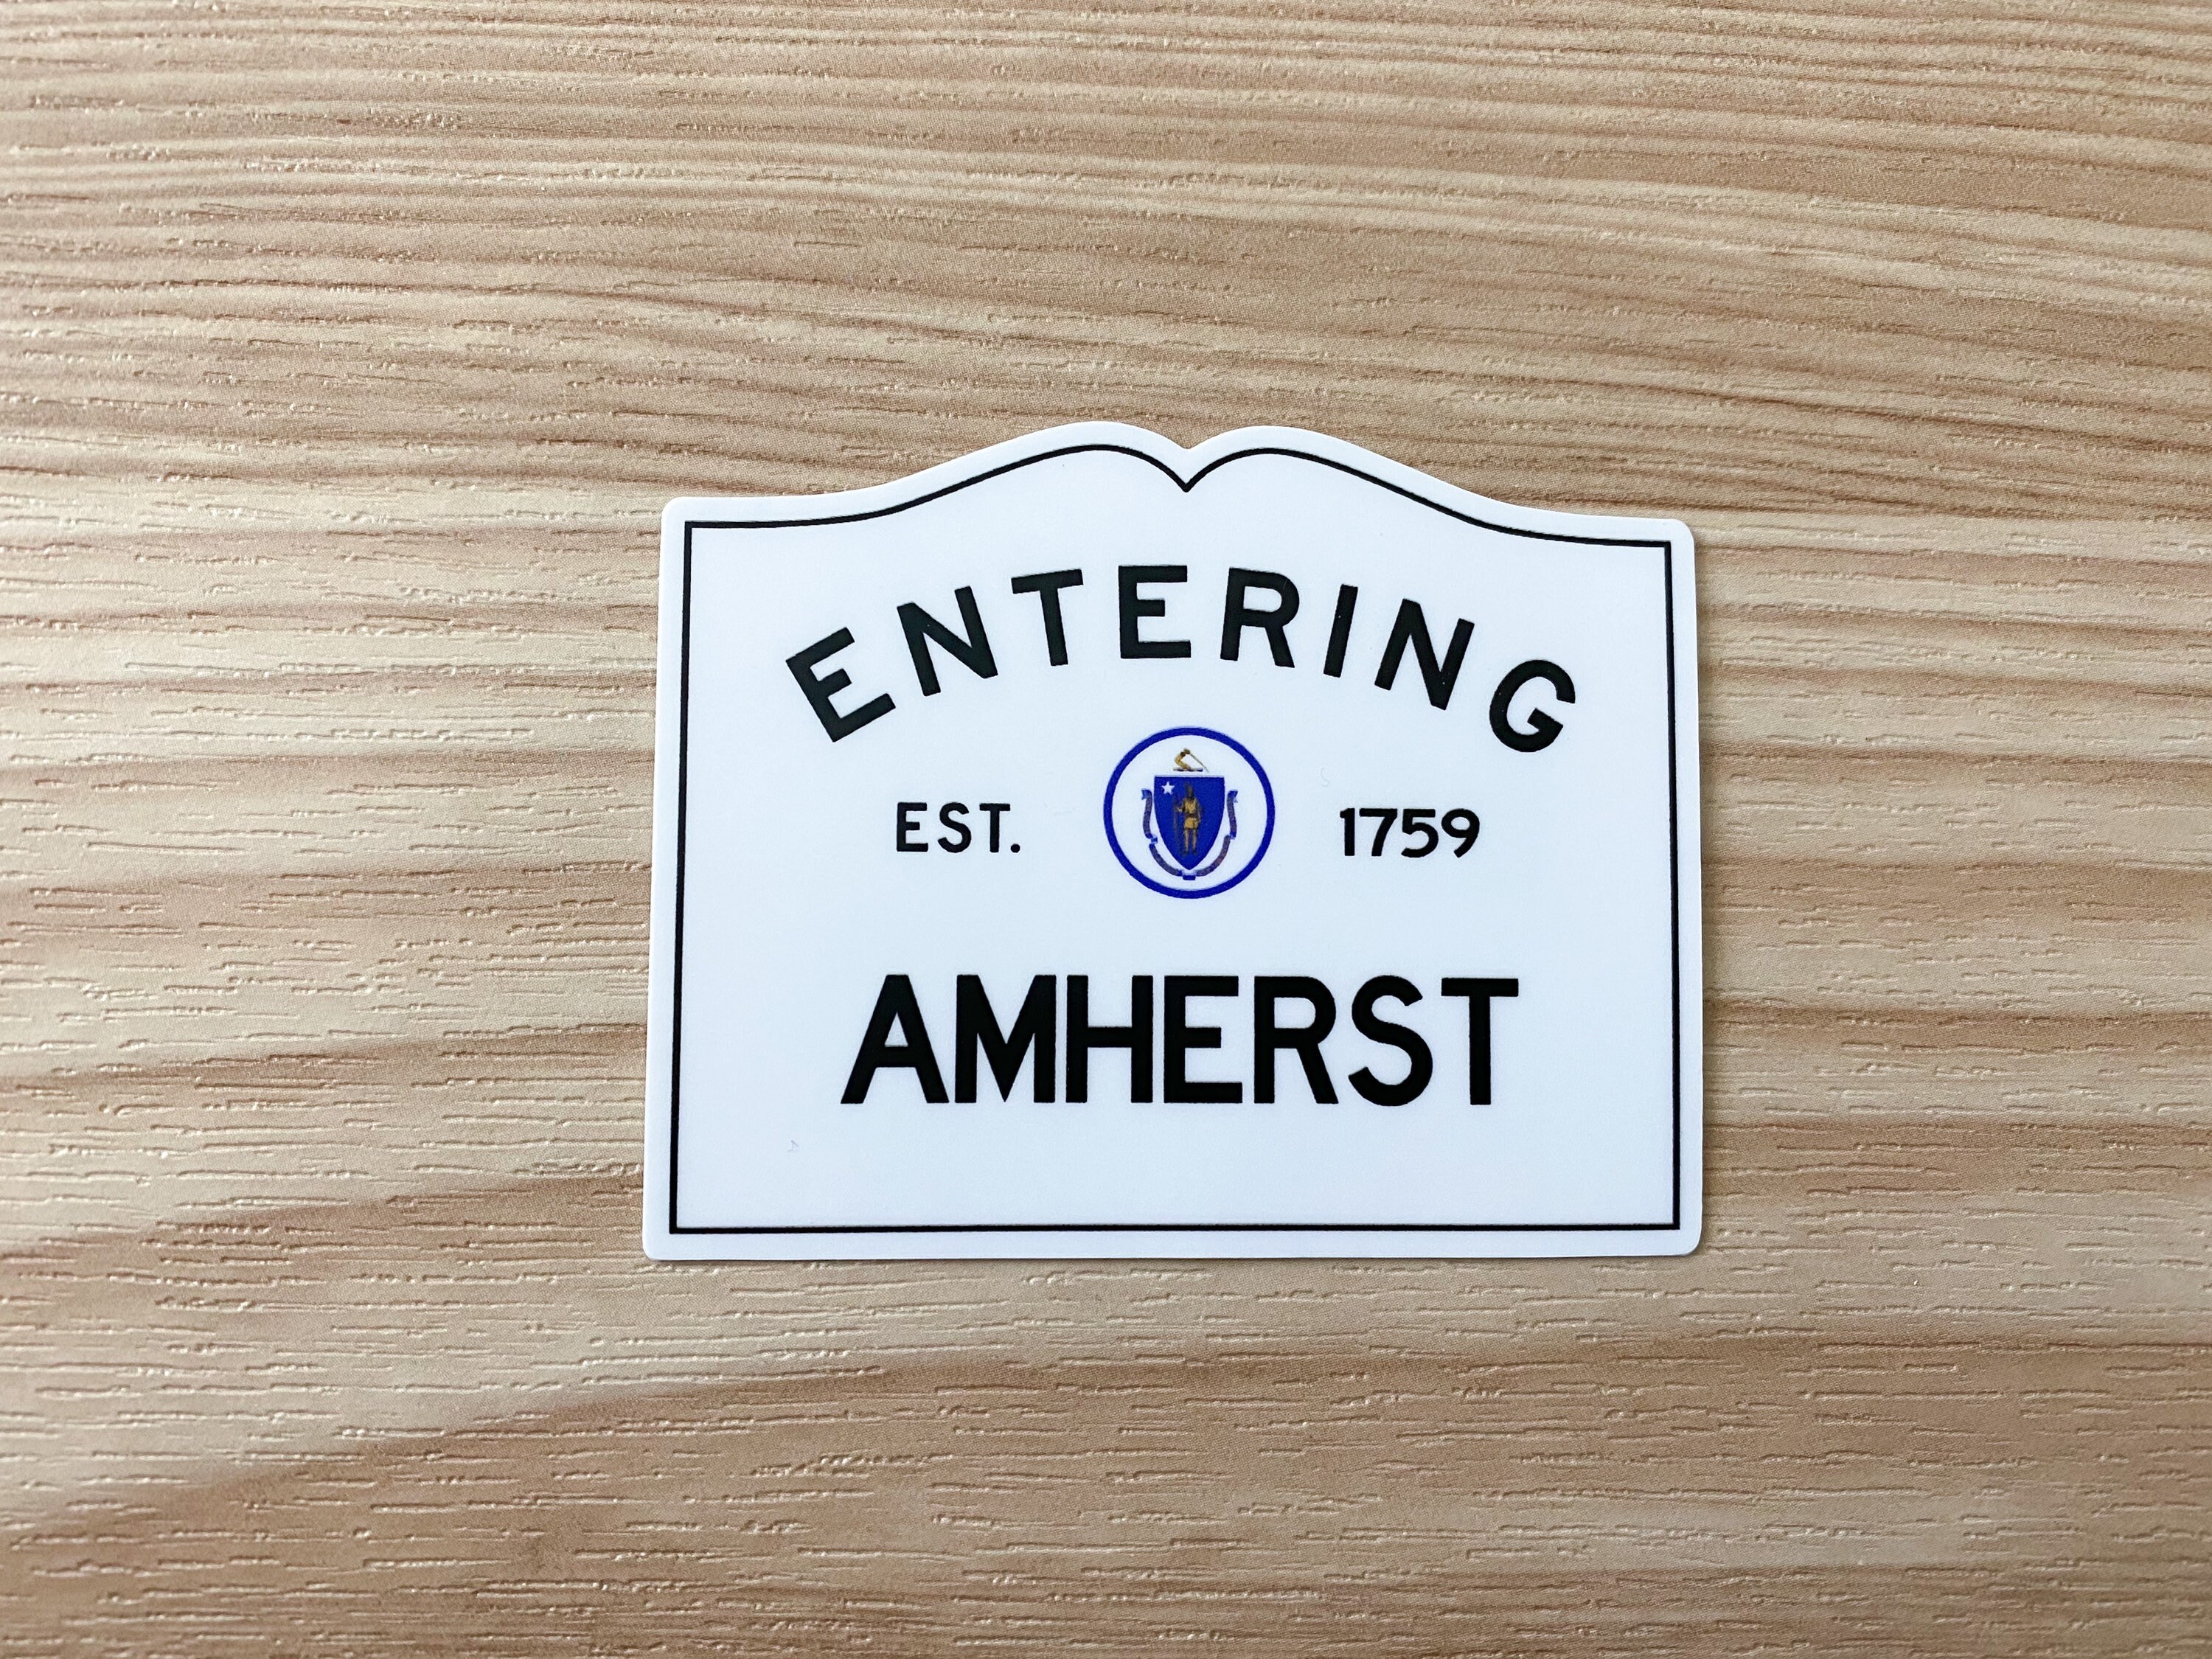 ENTERING
EST. 1759
AMHERST